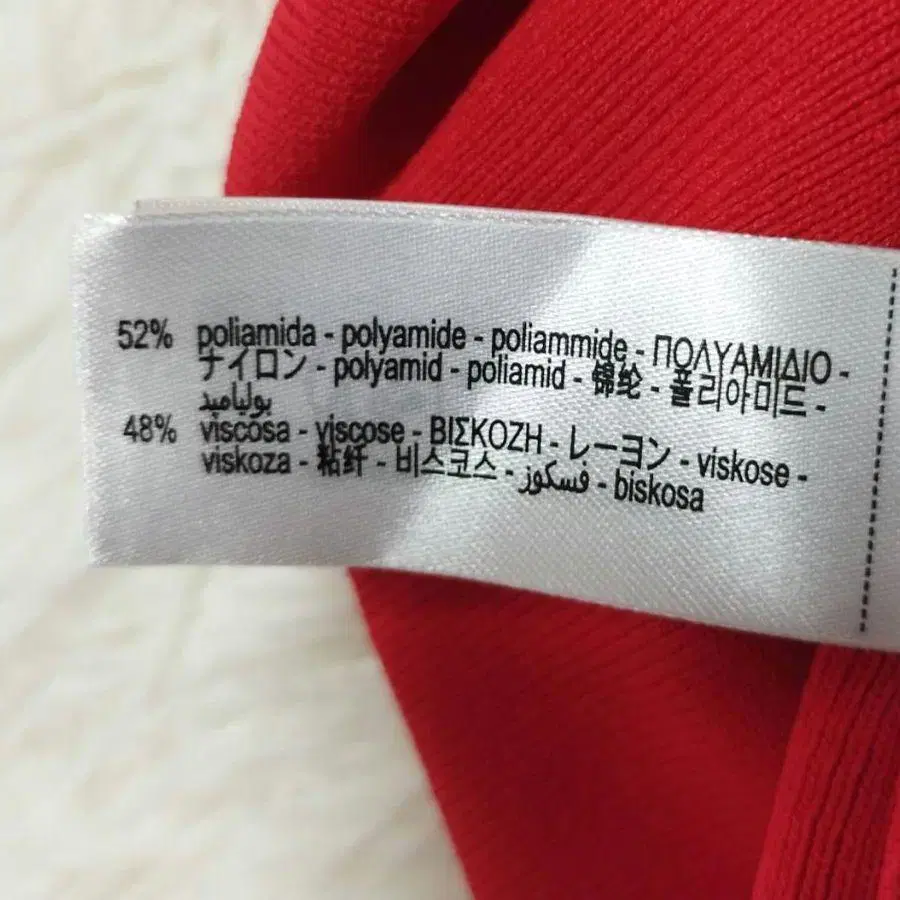 52% poliamida - polyamide - poliammide - ΠΟΛΥΑΜΙΔΙΟ -
ナイロン - polyamid - poliamid - 锦纶 - 폴리아미드 -
بولياميد
48% viscosa - viscose - ΒΙΣΚΟΖΗ - レーヨン - viskose -
viskoza - 粘纤 - 비스코스 - فسكوز - biskosa